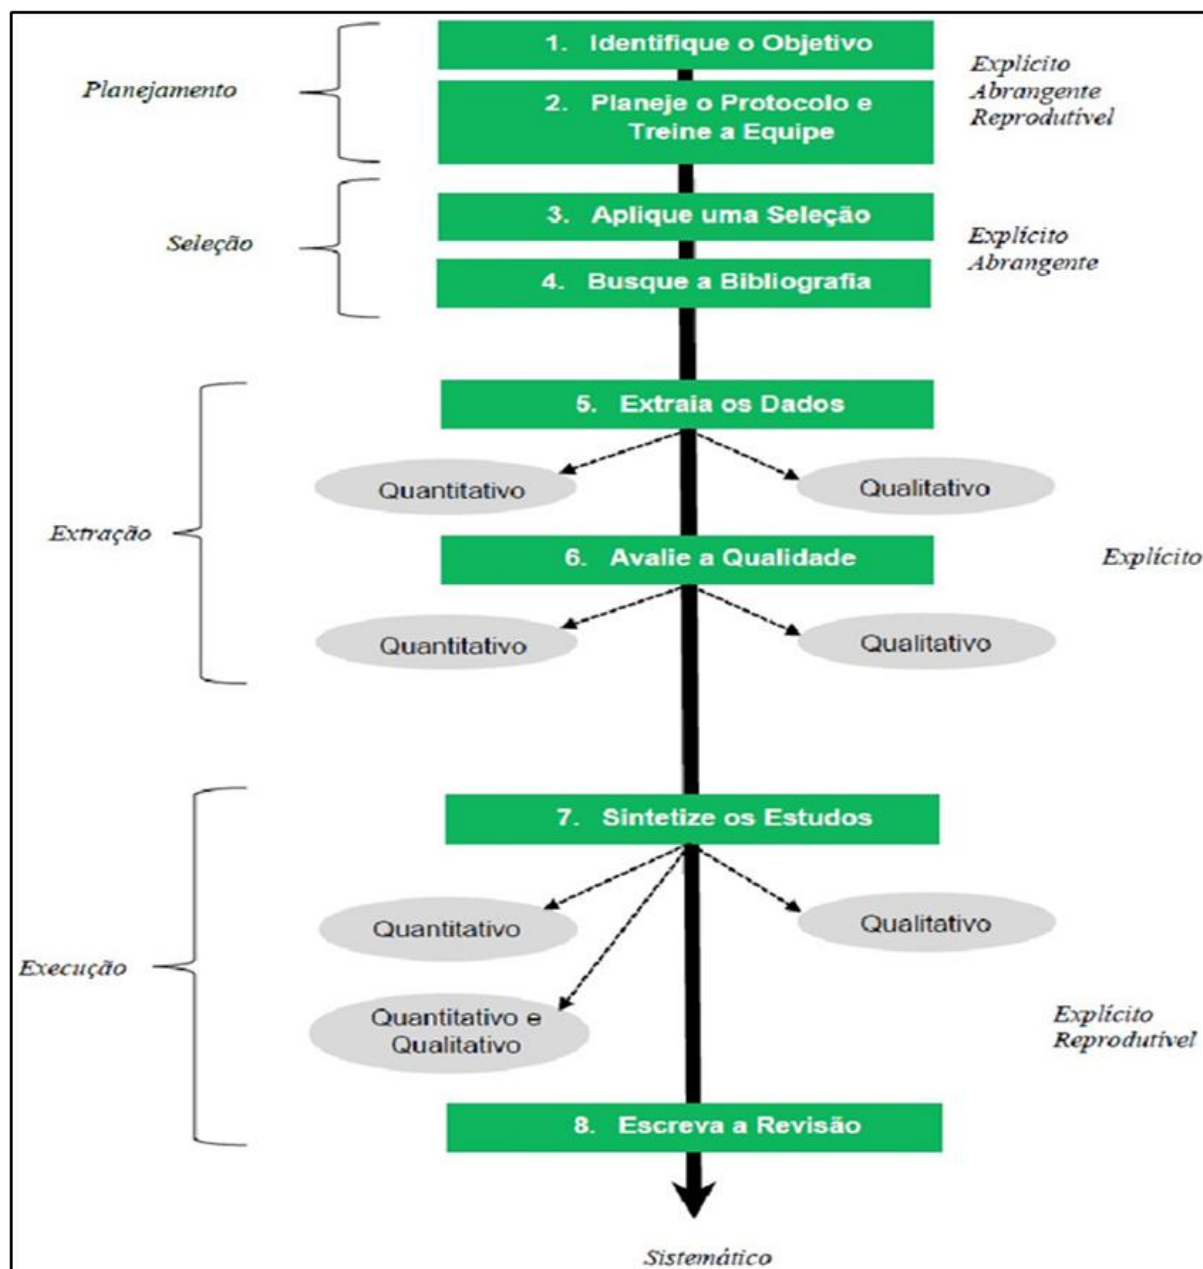 1. Identifique o Objetivo
Planejamento
Explícito
Abrangente
Reprodutível
2. Planeje o Protocolo e
Treine a Equipe
3. Aplique uma Seleção
Seleção
Explícito
Abrangente
4. Busque a Bibliografia
5. Extraia os Dados
Quantitativo
Qualitativo
Extração
6. Avalie a Qualidade
Explícito
Quantitativo
Qualitativo
7. Sintetize os Estudos
Quantitativo
Qualitativo
Execução
Quantitativo e
Qualitativo
Explícito
Reprodutível
8. Escreva a Revisão
Sistemático